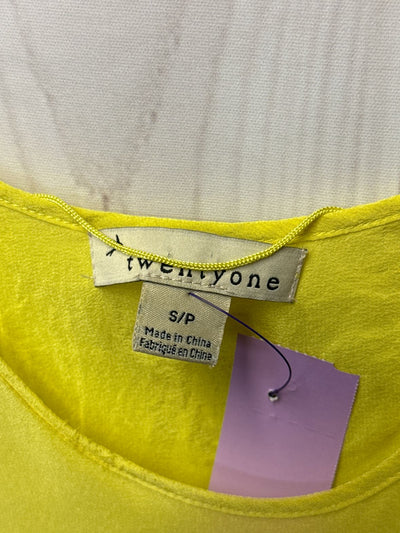 twentyone
S/P
Made in China
Fabriqué en Chine